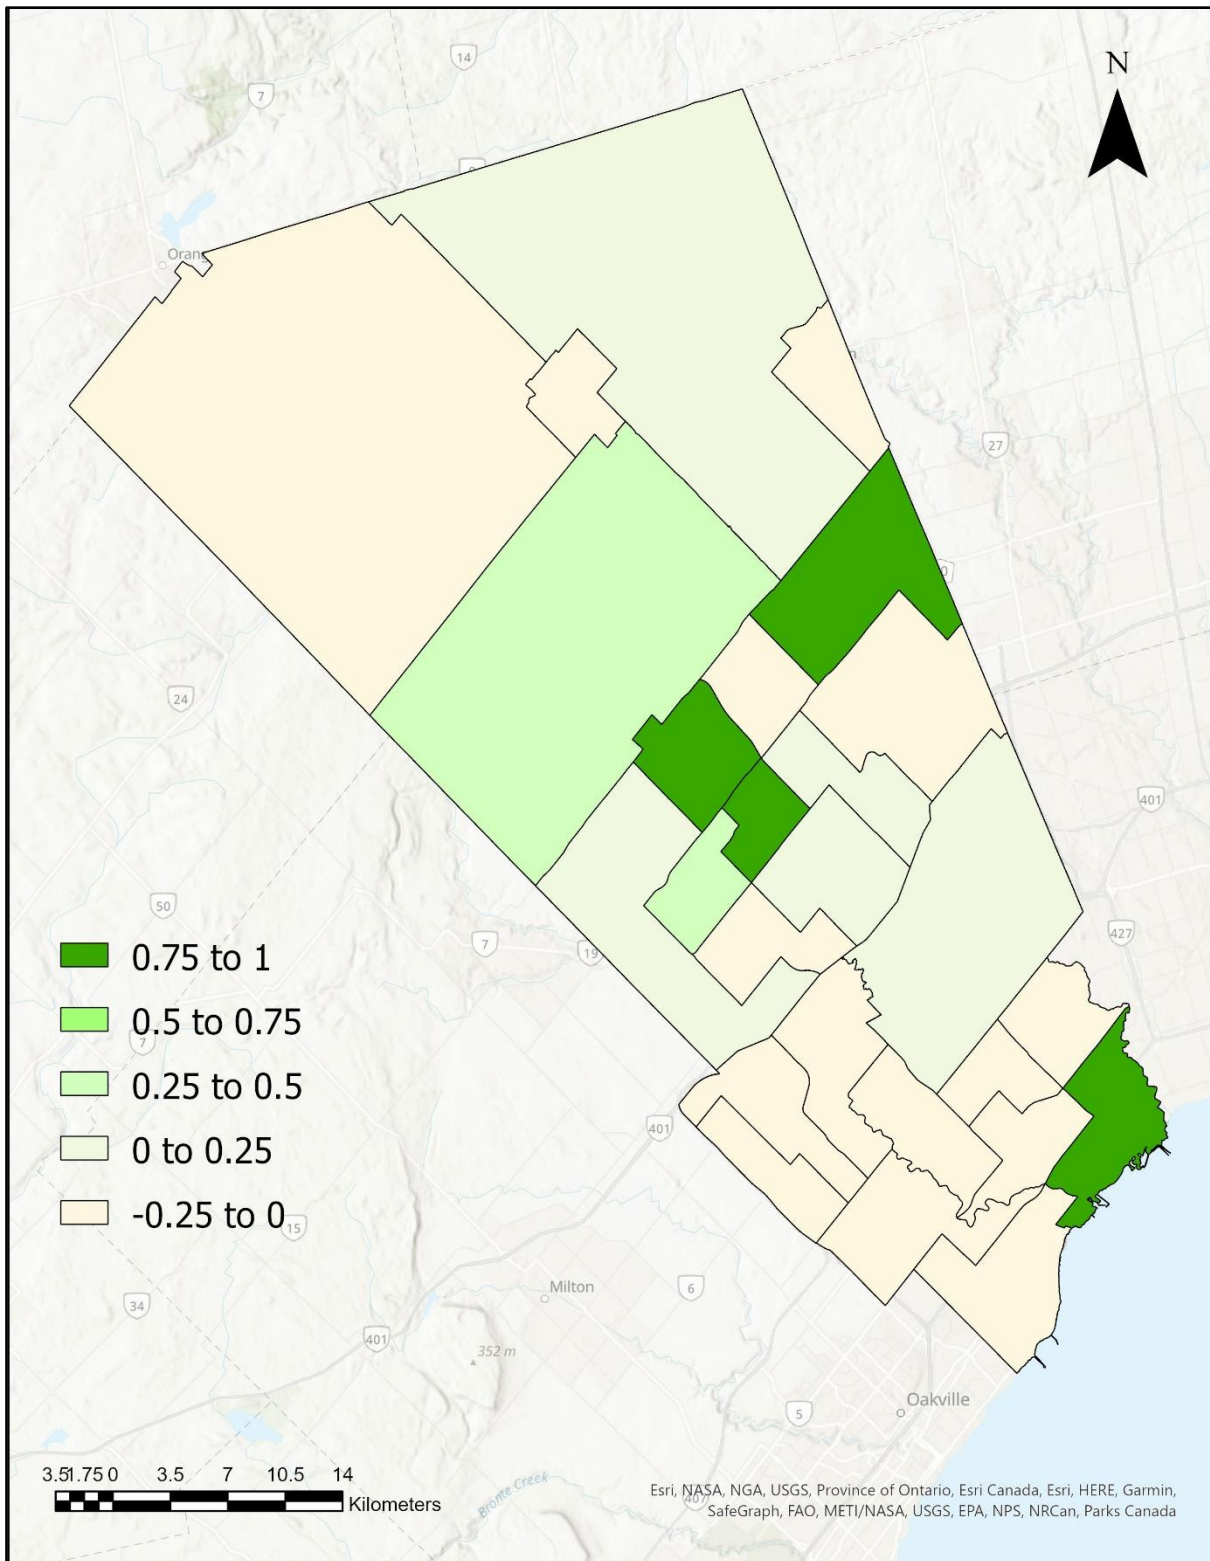 14
7
N
9
Orang
27
24
401
50
7
19
427
0.75 to 1
0.5 to 0.75
0.25 to 0.5
0 to 0.25
-0.25 to 0
7
401
15
Milton
6
34
401
352 m
5
Oakville
3.51.75 0 3.5 7 10.5 14
Kilometers
Bronte Creek
407
Esri, NASA, NGA, USGS, Province of Ontario, Esri Canada, Esri, HERE, Garmin,
SafeGraph, FAO, METI/NASA, USGS, EPA, NPS, NRCan, Parks Canada